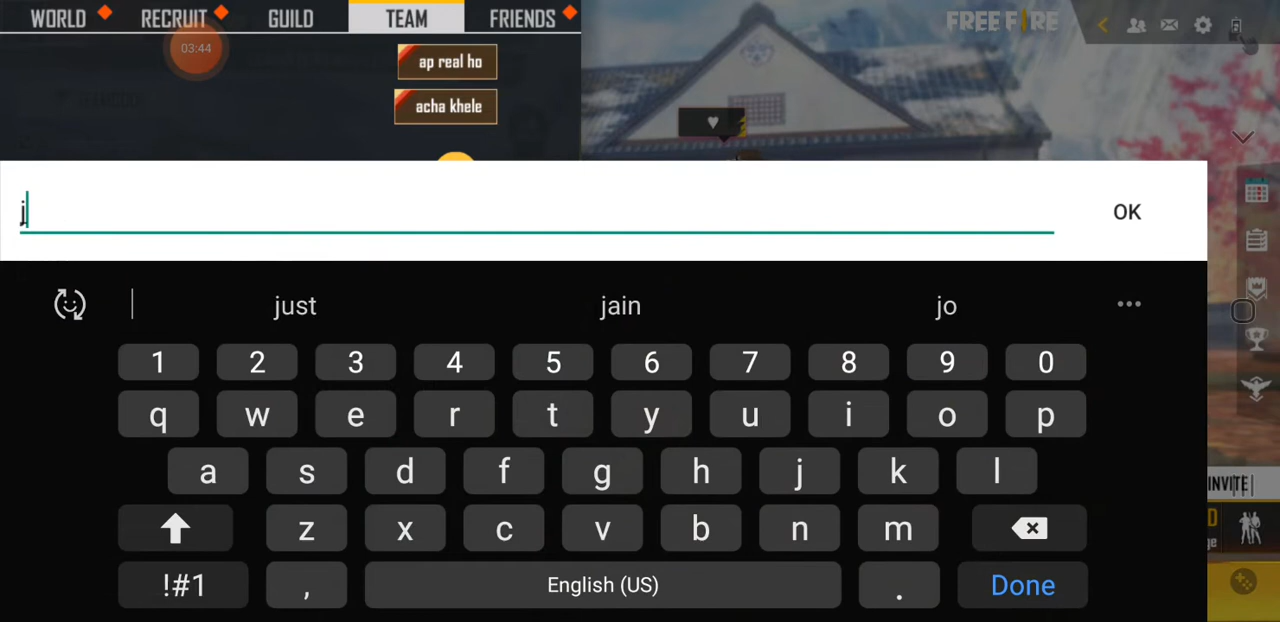 WORLD RECRUIT GUILD TEAM FRIENDS
FREE FIRE
03:44
ap real ho
acha khele
j
OK
just jain jo
1 2 3 4 5 6 7 8 9 0
q w e r t y u i o p
a s d f g h j k l
z x c v b n m
!#1 , English (US) . Done
INVITE